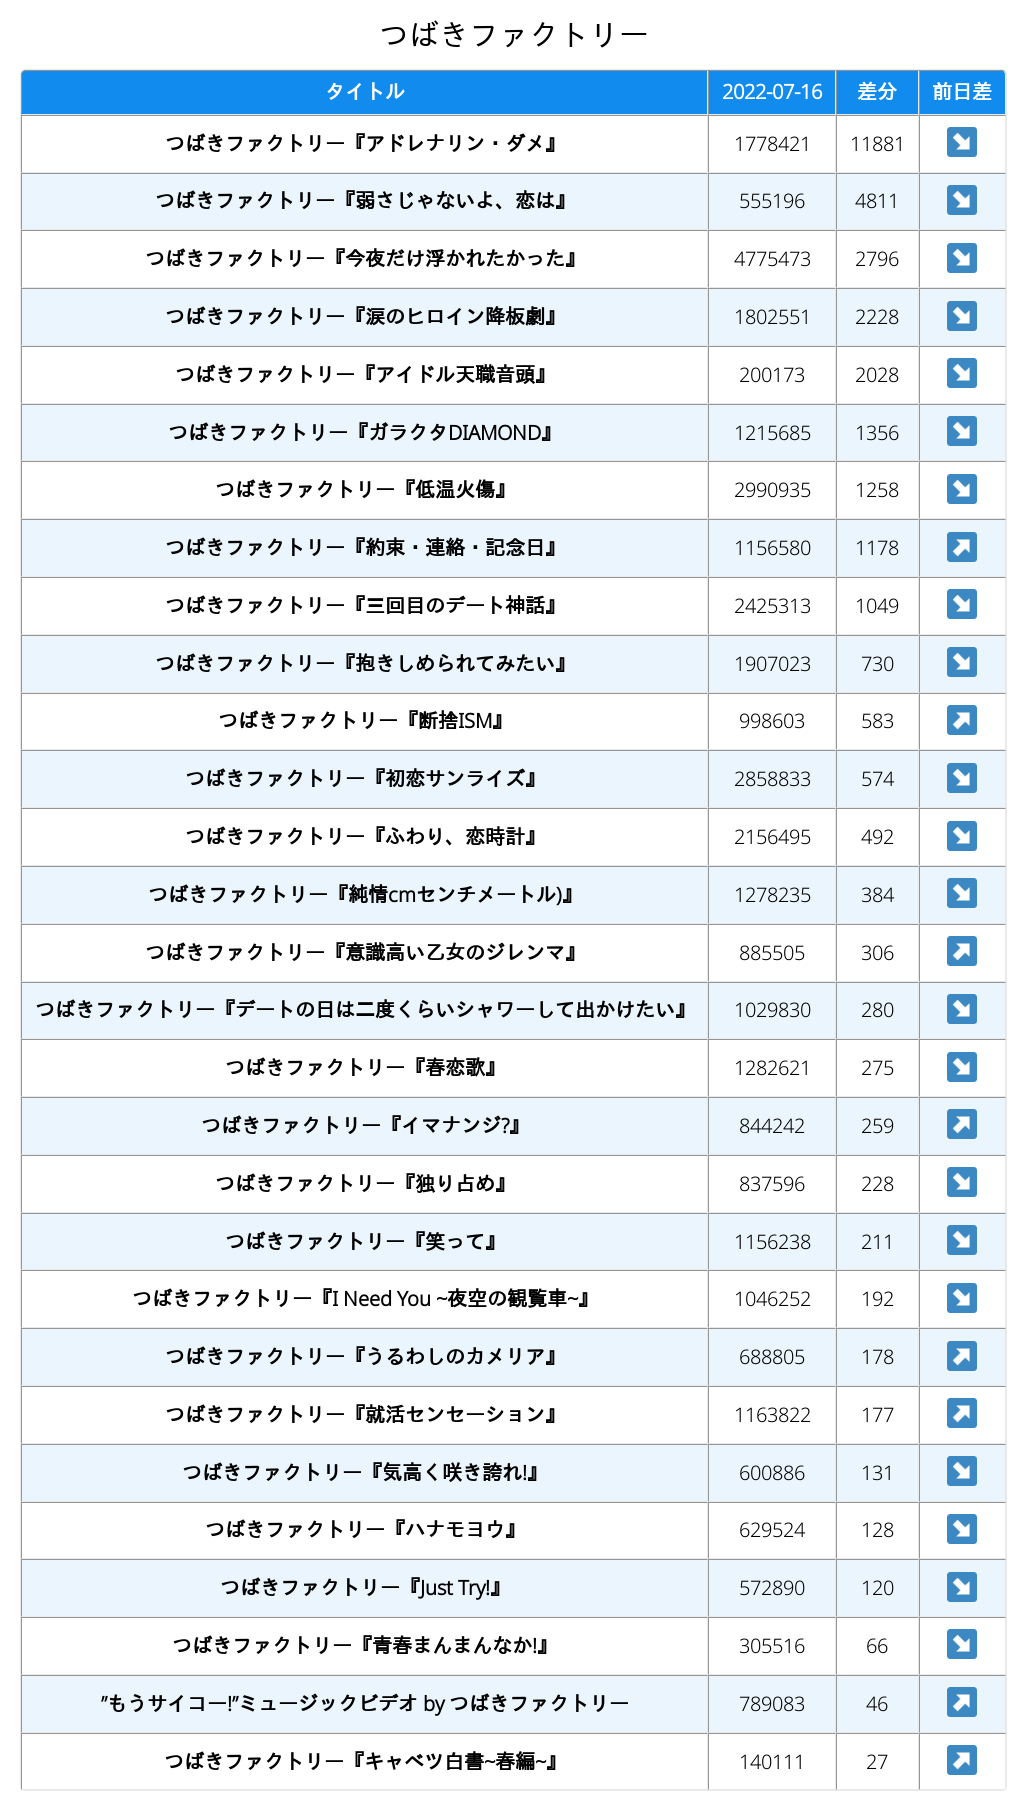 つばきファクトリー
タイトル 2022-07-16 差分 前日差
つばきファクトリー『アドレナリン・ダメ』 1778421 11881 ↘
つばきファクトリー『弱さじゃないよ、恋は』 555196 4811 ↘
つばきファクトリー『今夜だけ浮かれたかった』 4775473 2796 ↘
つばきファクトリー『涙のヒロイン降板劇』 1802551 2228 ↘
つばきファクトリー『アイドル天職音頭』 200173 2028 ↘
つばきファクトリー『ガラクタDIAMOND』 1215685 1356 ↘
つばきファクトリー『低温火傷』 2990935 1258 ↘
つばきファクトリー『約束・連絡・記念日』 1156580 1178 ↗
つばきファクトリー『三回目のデート神話』 2425313 1049 ↘
つばきファクトリー『抱きしめられてみたい』 1907023 730 ↘
つばきファクトリー『断捨ISM』 998603 583 ↗
つばきファクトリー『初恋サンライズ』 2858833 574 ↘
つばきファクトリー『ふわり、恋時計』 2156495 492 ↘
つばきファクトリー『純情cmセンチメートル)』 1278235 384 ↘
つばきファクトリー『意識高い乙女のジレンマ』 885505 306 ↗
つばきファクトリー『デートの日は二度くらいシャワーして出かけたい』 1029830 280 ↘
つばきファクトリー『春恋歌』 1282621 275 ↘
つばきファクトリー『イマナンジ?』 844242 259 ↗
つばきファクトリー『独り占め』 837596 228 ↘
つばきファクトリー『笑って』 1156238 211 ↘
つばきファクトリー『I Need You ~夜空の観覧車~』 1046252 192 ↘
つばきファクトリー『うるわしのカメリア』 688805 178 ↗
つばきファクトリー『就活センセーション』 1163822 177 ↗
つばきファクトリー『気高く咲き誇れ!』 600886 131 ↘
つばきファクトリー『ハナモヨウ』 629524 128 ↘
つばきファクトリー『Just Try!』 572890 120 ↘
つばきファクトリー『青春まんまんなか!』 305516 66 ↘
”もうサイコー!”ミュージックビデオ by つばきファクトリー 789083 46 ↗
つばきファクトリー『キャベツ白書~春編~』 140111 27 ↗